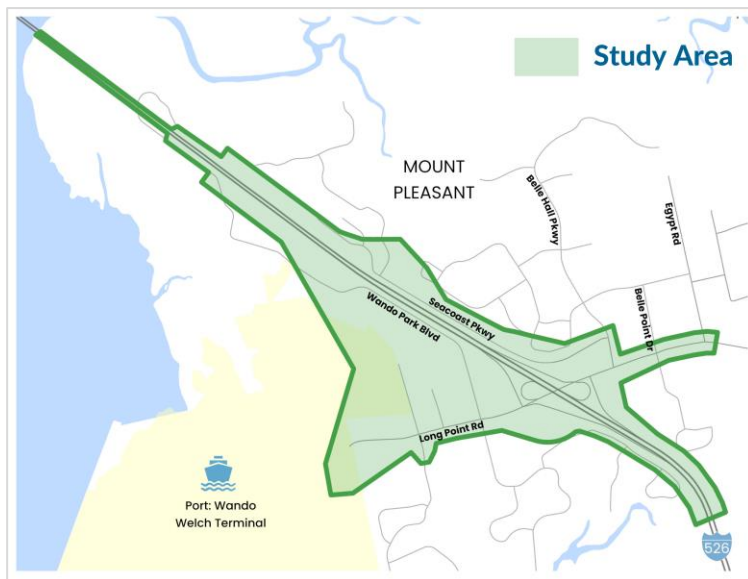 Study Area
MOUNT
PLEASANT
Belle Hall Pkwy
Egypt Rd
Belle Point Dr
Seacoast Pkwy
Wando Park Blvd
Long Point Rd
Port: Wando
Welch Terminal
526